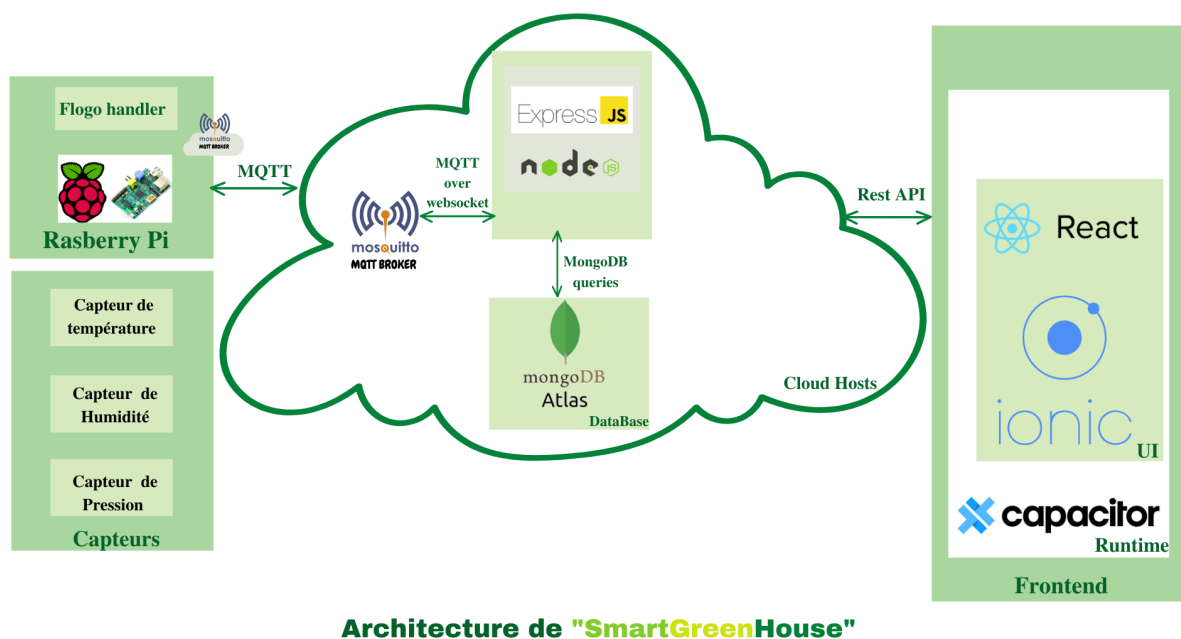 Flogo handler
mosquitto
MQTT BROKER
Rasberry Pi
MQTT
Capteur de
température
Capteur de
Humidité
Capteur de
Pression
Capteurs
mosquitto
MQTT BROKER
MQTT
over
websocket
Express JS
node JS
MongoDB
queries
mongoDB
Atlas
DataBase
Cloud Hosts
Rest API
React
ionic
UI
capacitor
Runtime
Frontend
Architecture de "SmartGreenHouse"